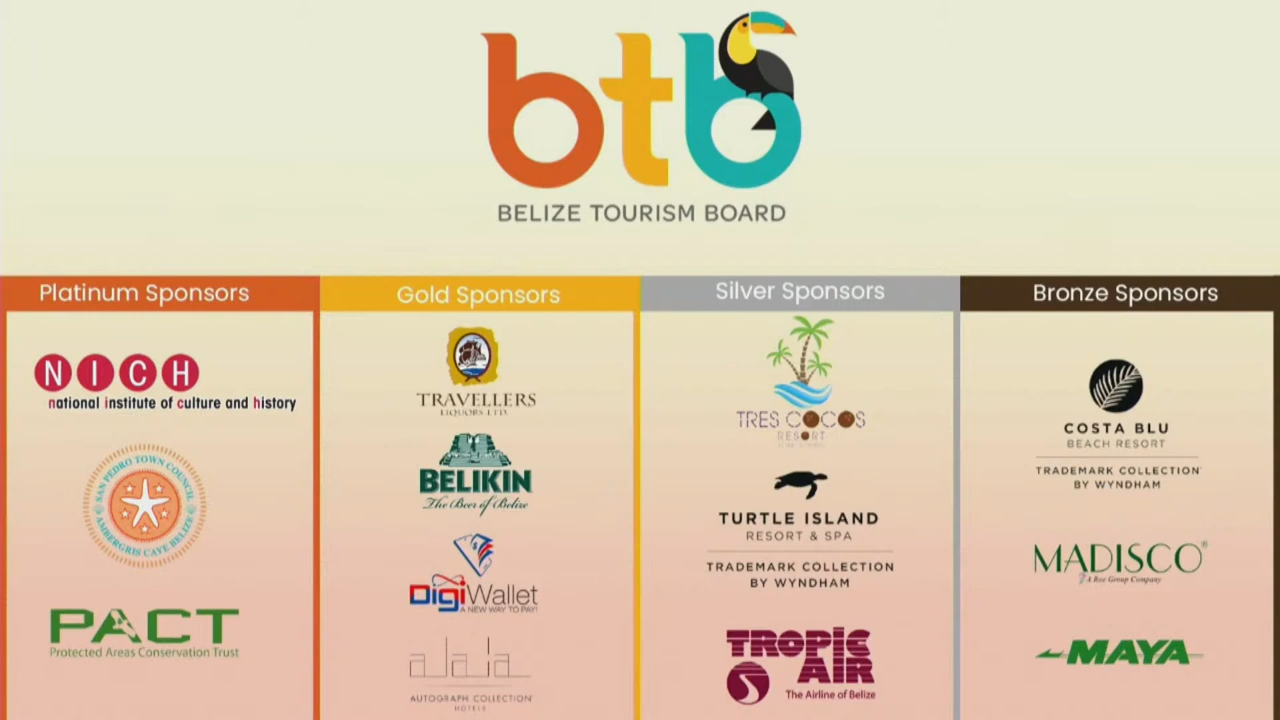 btb
BELIZE TOURISM BOARD
Platinum Sponsors
NICH
national institute of culture and history
SAN PEDRO TOWN COUNCIL
AMBERGRIS CAYE BELIZE
PACT
Protected Areas Conservation Trust
Gold Sponsors
TRAVELLERS
LIQUORS LTD.
BELIKIN
The Beer of Belize
DigiWallet
A NEW WAY TO PAY!
alaia
AUTOGRAPH COLLECTION
HOTELS
Silver Sponsors
TRES COCOS
RESORT
TURTLE ISLAND
RESORT & SPA
TRADEMARK COLLECTION
BY WYNDHAM
TROPIC
AIR
The Airline of Belize
Bronze Sponsors
COSTA BLU
BEACH RESORT
TRADEMARK COLLECTION
BY WYNDHAM
MADISCO®
A Roe Group Company
MAYA